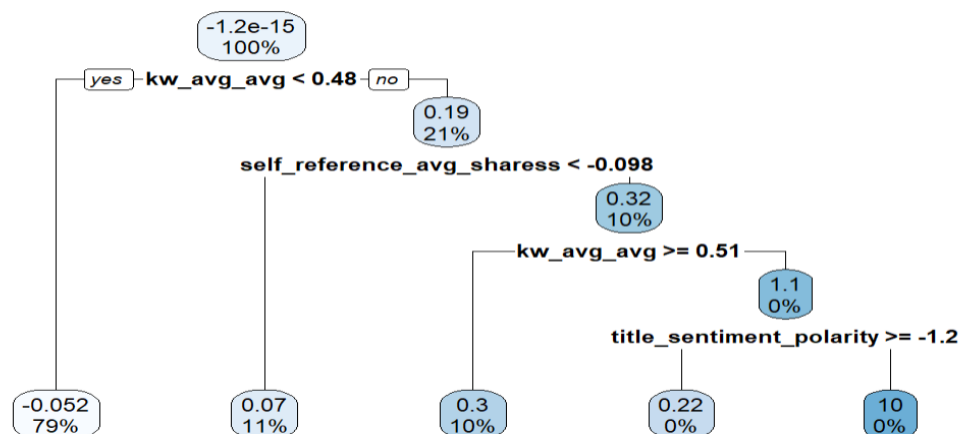 -1.2e-15
100%
yes kw_avg_avg < 0.48 no
0.19
21%
self_reference_avg_sharess < -0.098
0.32
10%
kw_avg_avg >= 0.51
1.1
0%
title_sentiment_polarity >= -1.2
-0.052 0.07 0.3 0.22 10
79% 11% 10% 0% 0%